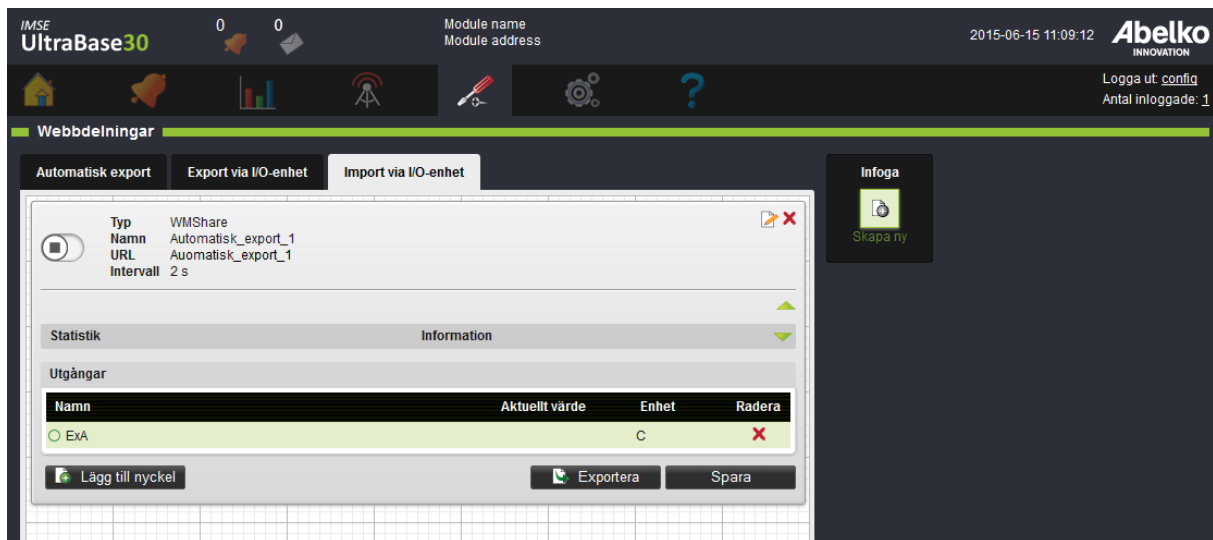 IMSE
UltraBase30
0 0
Module name
Module address
2015-06-15 11:09:12
Abelko
INNOVATION
?
Logga ut: config
Antal inloggade: 1
Webbdelningar
Automatisk export Export via I/O-enhet Import via I/O-enhet
Infoga
Skapa ny
Typ WMShare
Namn Automatisk_export_1
URL Auomatisk_export_1
Intervall 2 s
Statistik Information
Utgångar
Namn Aktuellt värde Enhet Radera
ExA C
Lägg till nyckel Exportera Spara